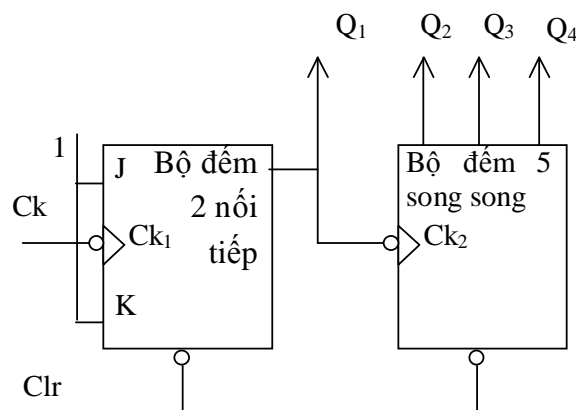 Q1 Q2 Q3 Q4
1
J Bộ đếm
2 nối
tiếp
Bộ đếm 5
song song
Ck
Ck1
Ck2
K
Clr